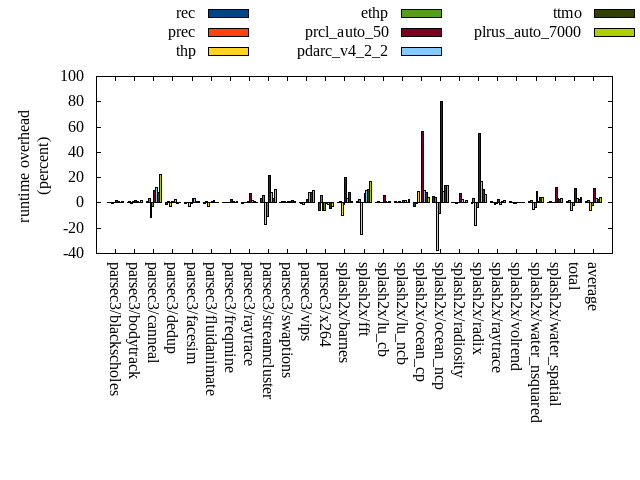 rec
prec
thp
ethp
prcl_auto_50
pdarc_v4_2_2
ttmo
plrus_auto_7000
runtime overhead
(percent)
100
80
60
40
20
0
-20
-40
parsec3/blackscholes
parsec3/bodytrack
parsec3/canneal
parsec3/dedup
parsec3/facesim
parsec3/fluidanimate
parsec3/freqmine
parsec3/raytrace
parsec3/streamcluster
parsec3/swaptions
parsec3/vips
parsec3/x264
splash2x/barnes
splash2x/fft
splash2x/lu_cb
splash2x/lu_ncb
splash2x/ocean_cp
splash2x/ocean_ncp
splash2x/radiosity
splash2x/radix
splash2x/raytrace
splash2x/volrend
splash2x/water_nsquared
splash2x/water_spatial
total
average